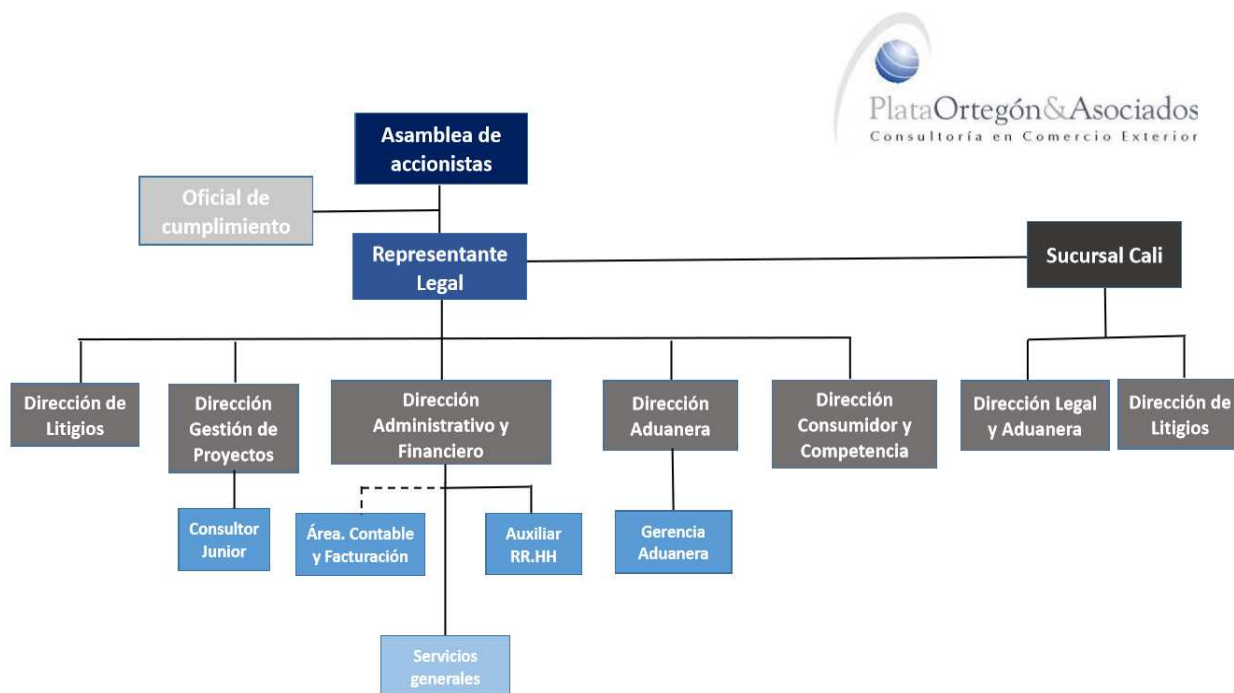 PlataOrtegón&Asociados
Consultoría en Comercio Exterior
Asamblea de
accionistas
Oficial de
cumplimiento
Representante
Legal
Sucursal Cali
Dirección de
Litigios
Dirección
Gestión de
Proyectos
Dirección
Administrativo y
Financiero
Dirección
Aduanera
Dirección
Consumidor y
Competencia
Dirección Legal
y Aduanera
Dirección de
Litigios
Consultor
Junior
Área. Contable
y Facturación
Auxiliar
RR.HH
Gerencia
Aduanera
Servicios
generales